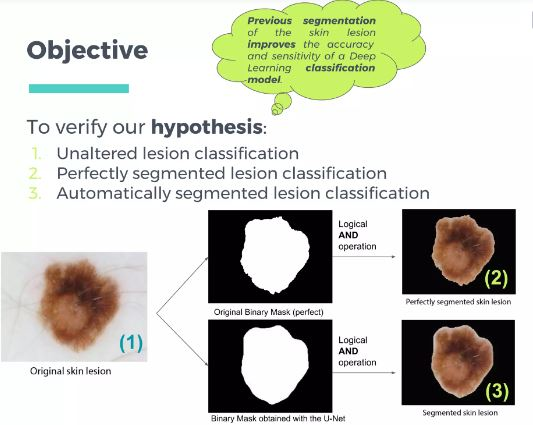 Objective
Previous segmentation
of the skin lesion
improves the accuracy
and sensitivity of a Deep
Learning classification
model.
To verify our hypothesis:
1. Unaltered lesion classification
2. Perfectly segmented lesion classification
3. Automatically segmented lesion classification
(1)
Original skin lesion
Original Binary Mask (perfect)
Logical
AND
operation
(2)
Perfectly segmented skin lesion
Binary Mask obtained with the U-Net
Logical
AND
operation
(3)
Segmented skin lesion